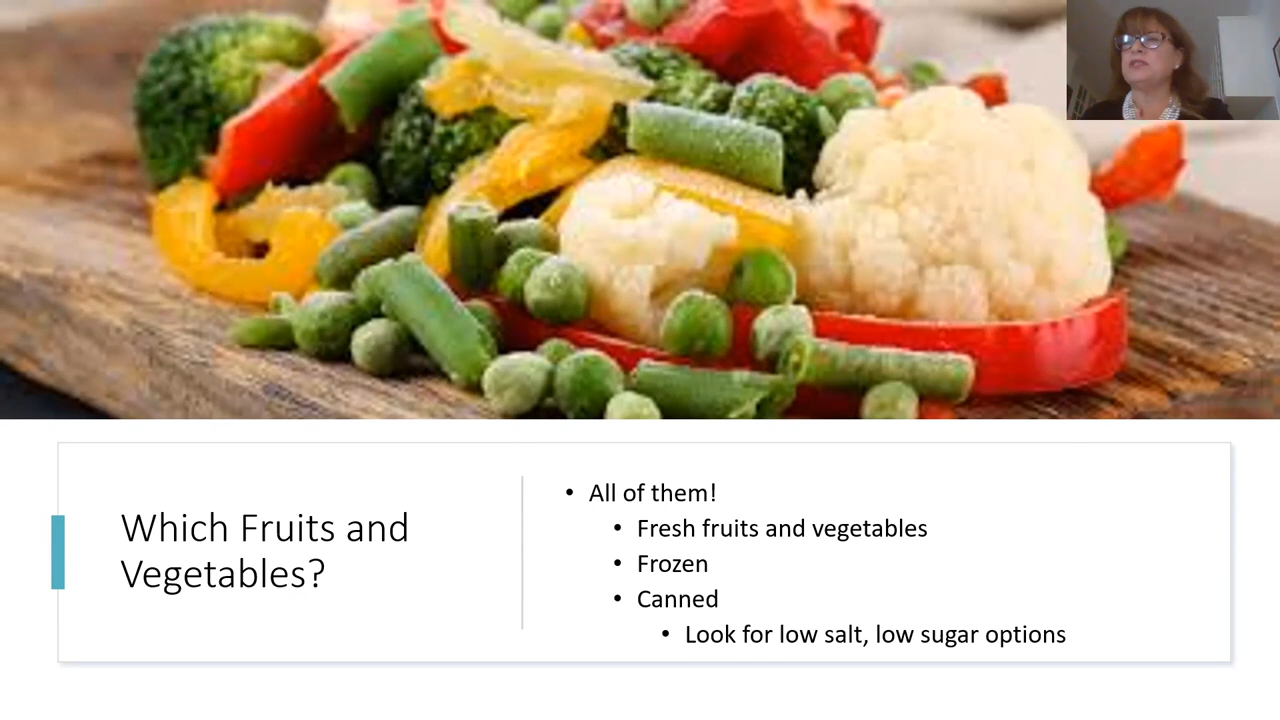 Which Fruits and
Vegetables?
• All of them!
• Fresh fruits and vegetables
• Frozen
• Canned
• Look for low salt, low sugar options